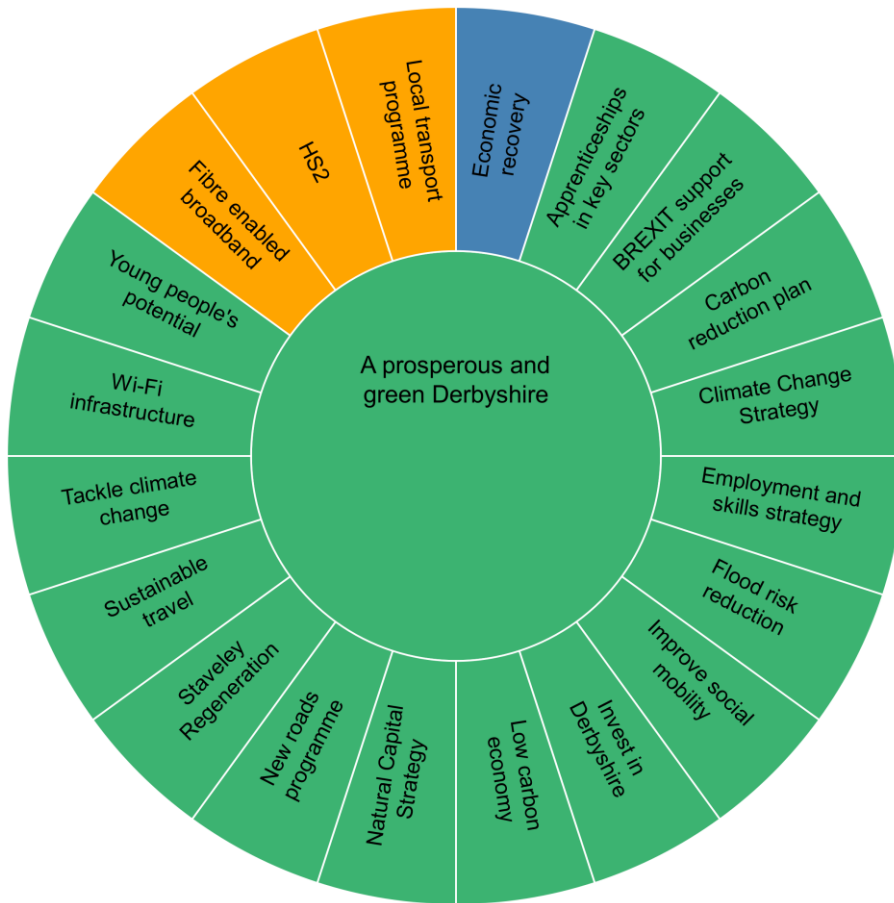 A prosperous and
green Derbyshire
Economic
recovery
Apprenticeships
in key sectors
BREXIT support
for businesses
Carbon
reduction plan
Climate Change
Strategy
Employment and
skills strategy
Flood risk
reduction
Improve social
mobility
Invest in
Derbyshire
Low carbon
economy
Natural Capital
Strategy
New roads
programme
Staveley
Regeneration
Sustainable
travel
Tackle climate
change
Wi-Fi
infrastructure
Young people's
potential
Fibre enabled
broadband
HS2
Local transport
programme